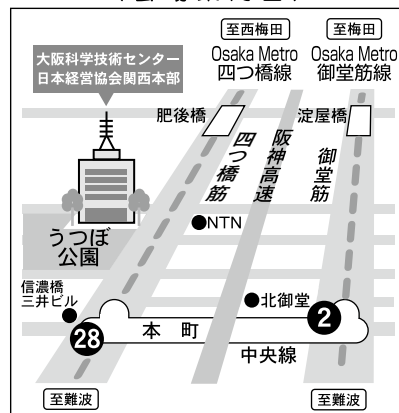 至西梅田
至梅田
大阪科学技術センター
日本経営協会関西本部
Osaka Metro
四つ橋線
Osaka Metro
御堂筋線
肥後橋
淀屋橋
四つ橋筋
阪神高速
御堂筋
●NTN
うつぼ
公園
信濃橋
三井ビル
●北御堂
2
28
本町
中央線
至難波
至難波